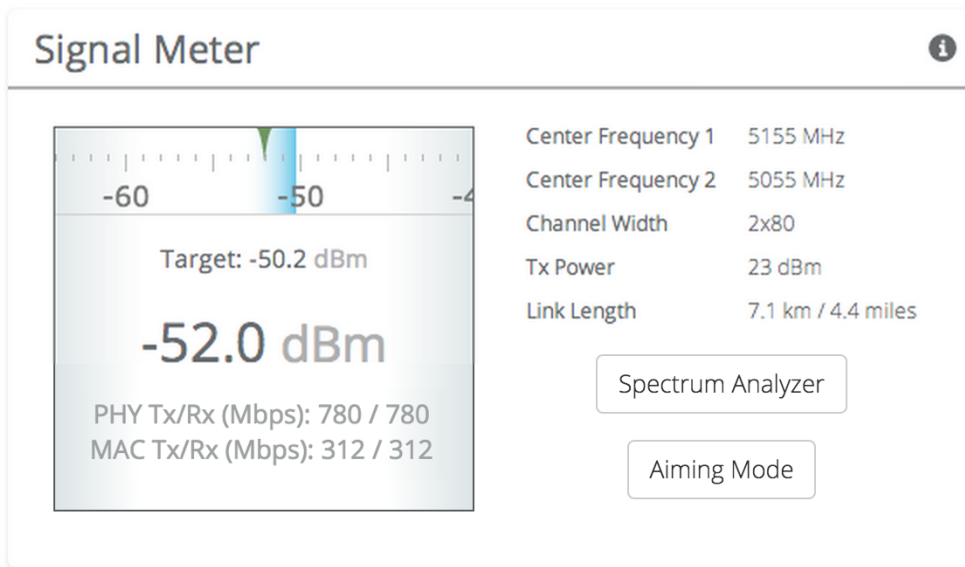 Signal Meter
-60 -50 -4
Target: -50.2 dBm
-52.0 dBm
PHY Tx/Rx (Mbps): 780 / 780
MAC Tx/Rx (Mbps): 312 / 312
Center Frequency 1 5155 MHz
Center Frequency 2 5055 MHz
Channel Width 2x80
Tx Power 23 dBm
Link Length 7.1 km / 4.4 miles
Spectrum Analyzer
Aiming Mode